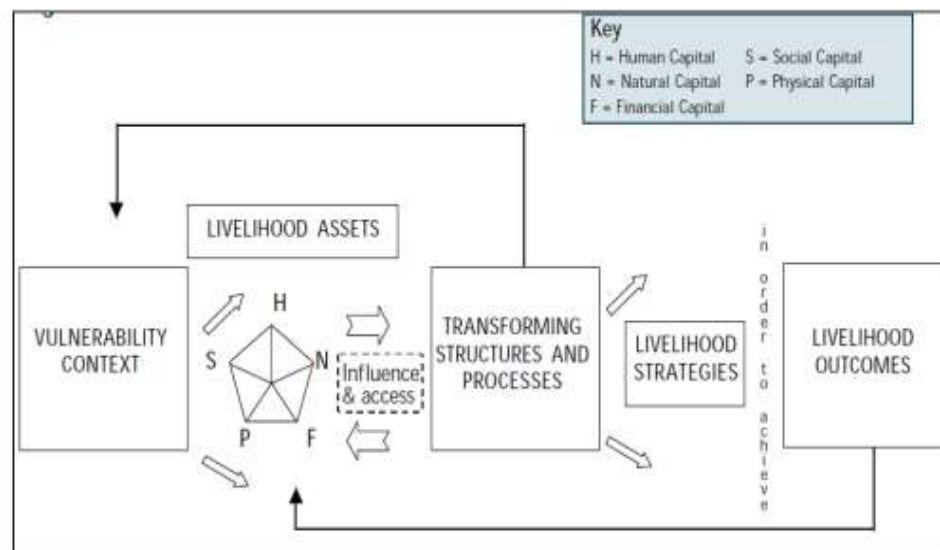 Key
H = Human Capital S = Social Capital
N = Natural Capital P = Physical Capital
F = Financial Capital
LIVELIHOOD ASSETS
VULNERABILITY
CONTEXT
H
S
N
P
F
Influence
& access
TRANSFORMING
STRUCTURES AND
PROCESSES
LIVELIHOOD
STRATEGIES
in order to achieve
LIVELIHOOD
OUTCOMES